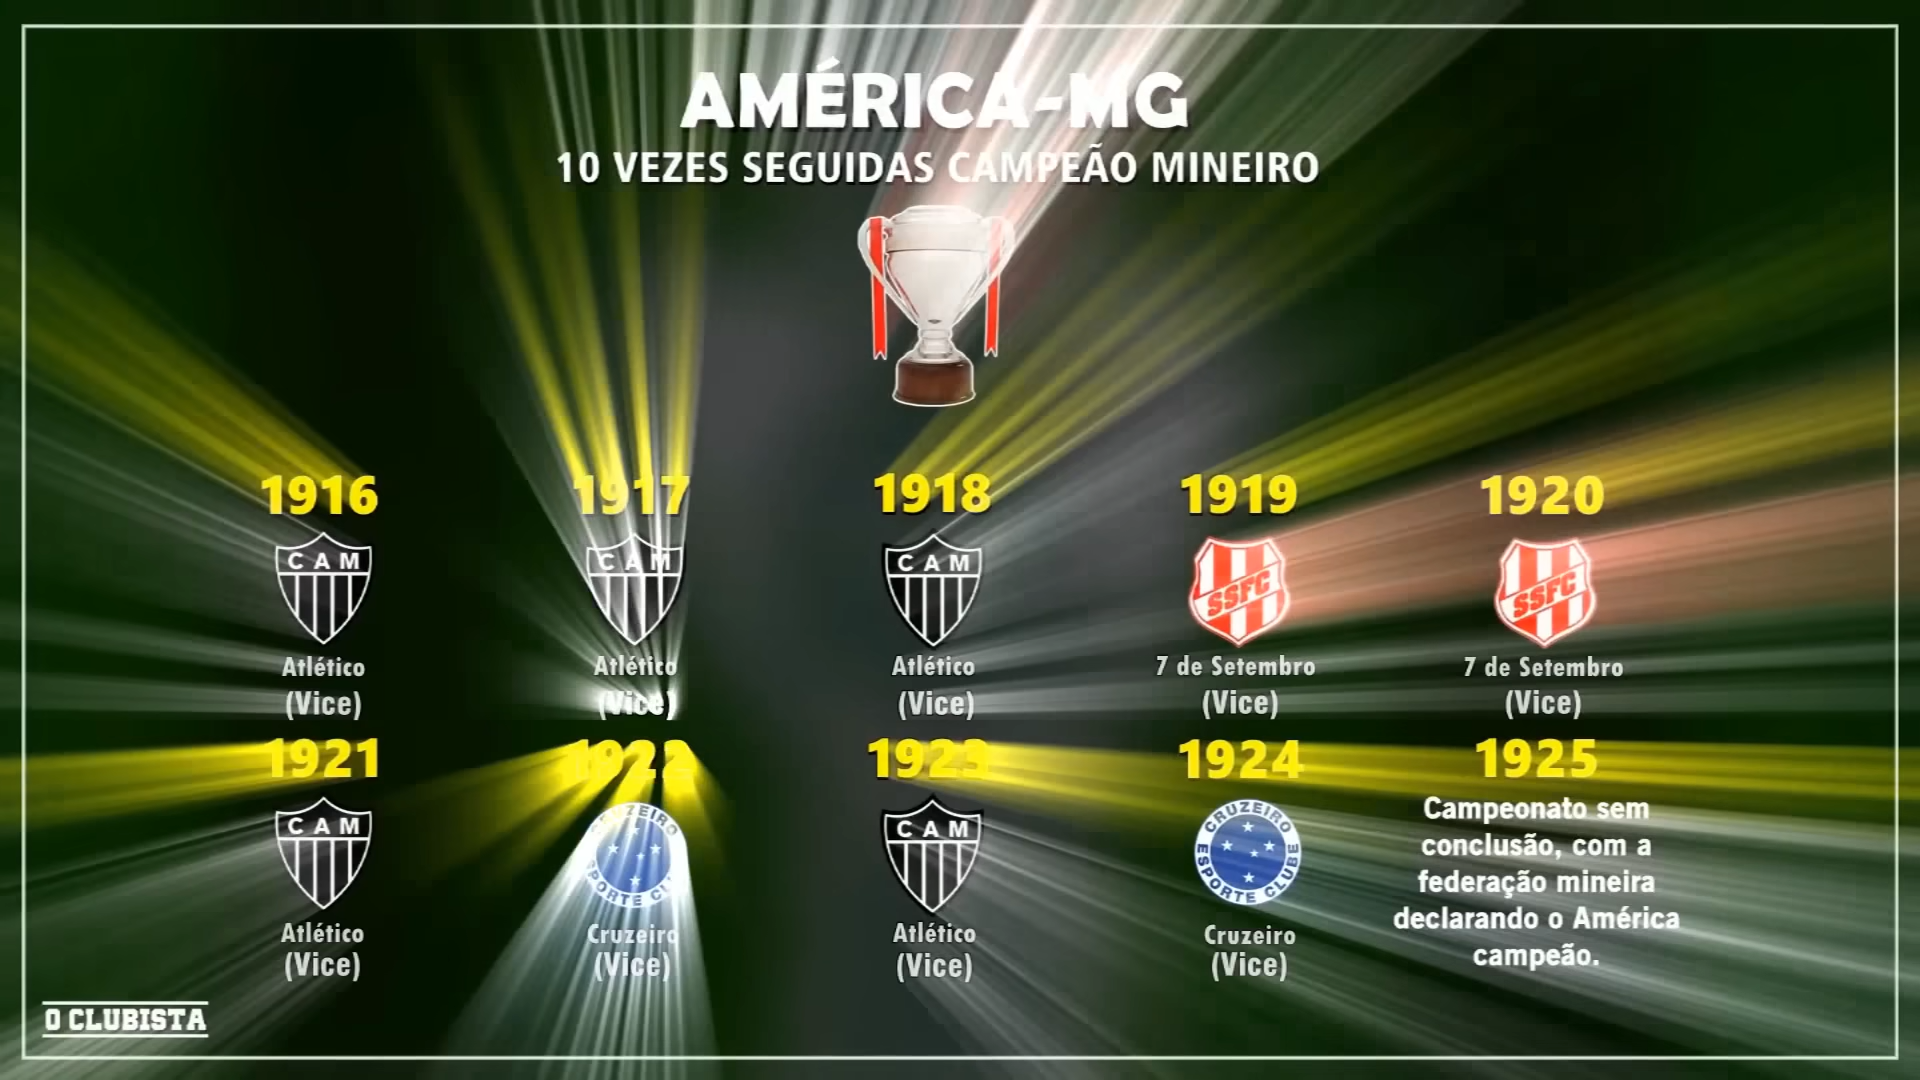 AMÉRICA-MG
10 VEZES SEGUIDAS CAMPEÃO MINEIRO
1916 1917 1918 1919 1920
CAM CAM CAM SSFC SSFC
Atlético Atlético Atlético 7 de Setembro 7 de Setembro
(Vice) (Vice) (Vice) (Vice) (Vice)
1921 1922 1923 1924 1925
CAM CRUZEIRO ESPORTE CLUBE CAM CRUZEIRO ESPORTE CLUBE
Atlético Cruzeiro Atlético Cruzeiro
(Vice) (Vice) (Vice) (Vice)
Campeonato sem
conclusão, com a
federação mineira
declarando o América
campeão.
O CLUBISTA